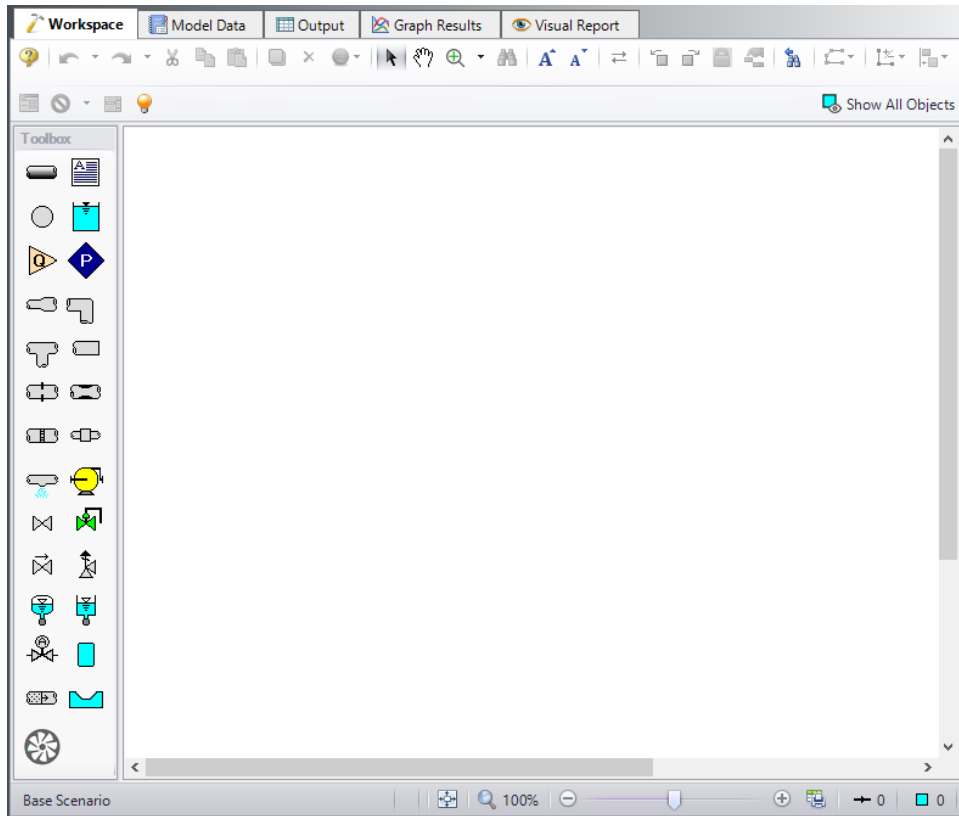 Workspace Model Data Output Graph Results Visual Report
? A A
Show All Objects
Toolbox
A
Q P
Base Scenario 100% 0 0